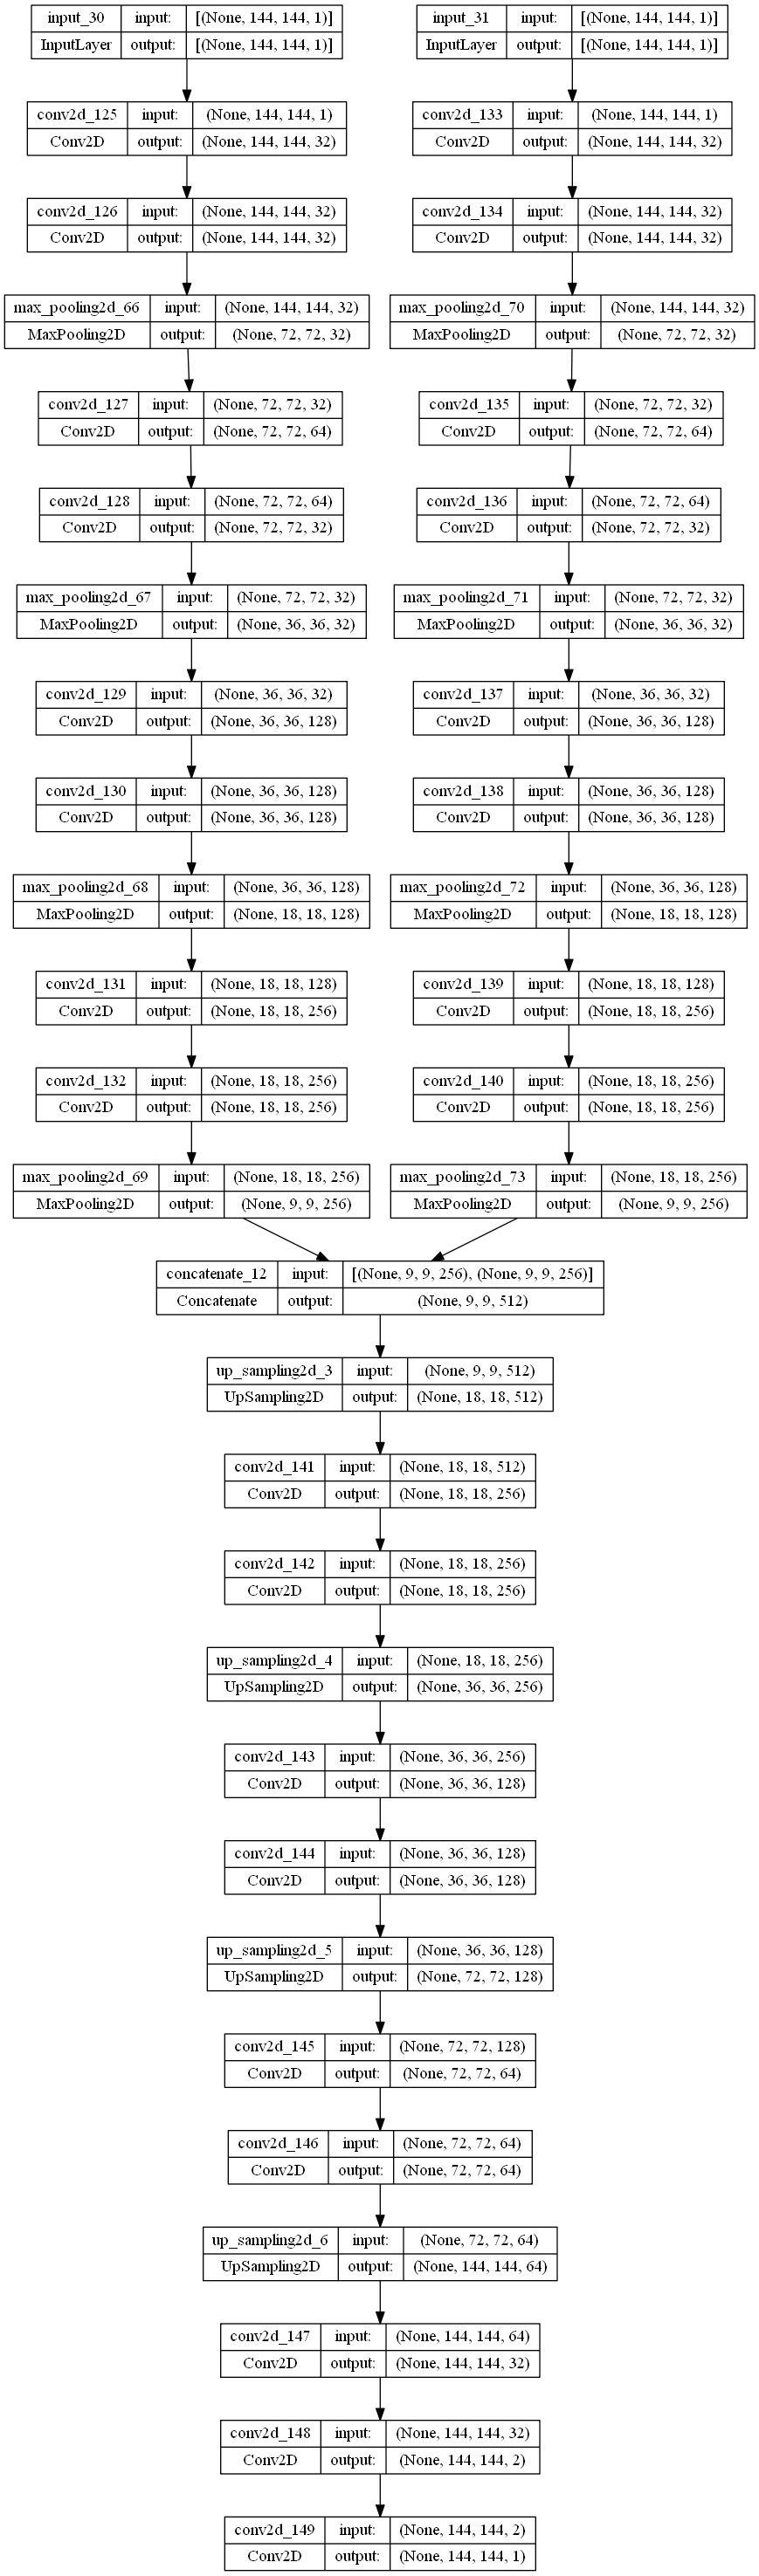 input_30 input: [(None, 144, 144, 1)]
InputLayer output: [(None, 144, 144, 1)]
input_31 input: [(None, 144, 144, 1)]
InputLayer output: [(None, 144, 144, 1)]
conv2d_125 input: (None, 144, 144, 1)
Conv2D output: (None, 144, 144, 32)
conv2d_133 input: (None, 144, 144, 1)
Conv2D output: (None, 144, 144, 32)
conv2d_126 input: (None, 144, 144, 32)
Conv2D output: (None, 144, 144, 32)
conv2d_134 input: (None, 144, 144, 32)
Conv2D output: (None, 144, 144, 32)
max_pooling2d_66 input: (None, 144, 144, 32)
MaxPooling2D output: (None, 72, 72, 32)
max_pooling2d_70 input: (None, 144, 144, 32)
MaxPooling2D output: (None, 72, 72, 32)
conv2d_127 input: (None, 72, 72, 32)
Conv2D output: (None, 72, 72, 64)
conv2d_135 input: (None, 72, 72, 32)
Conv2D output: (None, 72, 72, 64)
conv2d_128 input: (None, 72, 72, 64)
Conv2D output: (None, 72, 72, 32)
conv2d_136 input: (None, 72, 72, 64)
Conv2D output: (None, 72, 72, 32)
max_pooling2d_67 input: (None, 72, 72, 32)
MaxPooling2D output: (None, 36, 36, 32)
max_pooling2d_71 input: (None, 72, 72, 32)
MaxPooling2D output: (None, 36, 36, 32)
conv2d_129 input: (None, 36, 36, 32)
Conv2D output: (None, 36, 36, 128)
conv2d_137 input: (None, 36, 36, 32)
Conv2D output: (None, 36, 36, 128)
conv2d_130 input: (None, 36, 36, 128)
Conv2D output: (None, 36, 36, 128)
conv2d_138 input: (None, 36, 36, 128)
Conv2D output: (None, 36, 36, 128)
max_pooling2d_68 input: (None, 36, 36, 128)
MaxPooling2D output: (None, 18, 18, 128)
max_pooling2d_72 input: (None, 36, 36, 128)
MaxPooling2D output: (None, 18, 18, 128)
conv2d_131 input: (None, 18, 18, 128)
Conv2D output: (None, 18, 18, 256)
conv2d_139 input: (None, 18, 18, 128)
Conv2D output: (None, 18, 18, 256)
conv2d_132 input: (None, 18, 18, 256)
Conv2D output: (None, 18, 18, 256)
conv2d_140 input: (None, 18, 18, 256)
Conv2D output: (None, 18, 18, 256)
max_pooling2d_69 input: (None, 18, 18, 256)
MaxPooling2D output: (None, 9, 9, 256)
max_pooling2d_73 input: (None, 18, 18, 256)
MaxPooling2D output: (None, 9, 9, 256)
concatenate_12 input: [(None, 9, 9, 256), (None, 9, 9, 256)]
Concatenate output: (None, 9, 9, 512)
up_sampling2d_3 input: (None, 9, 9, 512)
UpSampling2D output: (None, 18, 18, 512)
conv2d_141 input: (None, 18, 18, 512)
Conv2D output: (None, 18, 18, 256)
conv2d_142 input: (None, 18, 18, 256)
Conv2D output: (None, 18, 18, 256)
up_sampling2d_4 input: (None, 18, 18, 256)
UpSampling2D output: (None, 36, 36, 256)
conv2d_143 input: (None, 36, 36, 256)
Conv2D output: (None, 36, 36, 128)
conv2d_144 input: (None, 36, 36, 128)
Conv2D output: (None, 36, 36, 128)
up_sampling2d_5 input: (None, 36, 36, 128)
UpSampling2D output: (None, 72, 72, 128)
conv2d_145 input: (None, 72, 72, 128)
Conv2D output: (None, 72, 72, 64)
conv2d_146 input: (None, 72, 72, 64)
Conv2D output: (None, 72, 72, 64)
up_sampling2d_6 input: (None, 72, 72, 64)
UpSampling2D output: (None, 144, 144, 64)
conv2d_147 input: (None, 144, 144, 64)
Conv2D output: (None, 144, 144, 32)
conv2d_148 input: (None, 144, 144, 32)
Conv2D output: (None, 144, 144, 2)
conv2d_149 input: (None, 144, 144, 2)
Conv2D output: (None, 144, 144, 1)